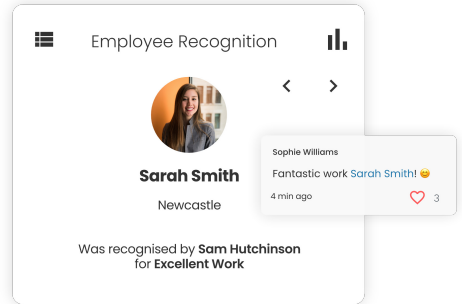 Employee Recognition
Sarah Smith
Newcastle
Was recognised by Sam Hutchinson
for Excellent Work
Sophie Williams
Fantastic work Sarah Smith! 😊
4 min ago
3